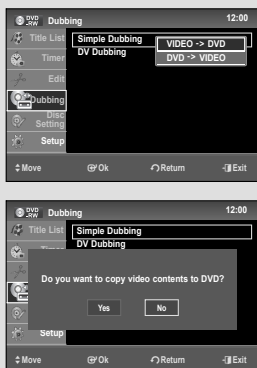 DVD-RW Dubbing 12:00
Title List Simple Dubbing VIDEO -> DVD
DV Dubbing DVD -> VIDEO
Timer
Edit
Dubbing
Disc
Setting
Setup
Move Ok Return Exit
DVD-RW Dubbing 12:00
Title List Simple Dubbing
DV Dubbing
Timer
Do you want to copy video contents to DVD?
Yes No
Setup
Move Ok Return Exit